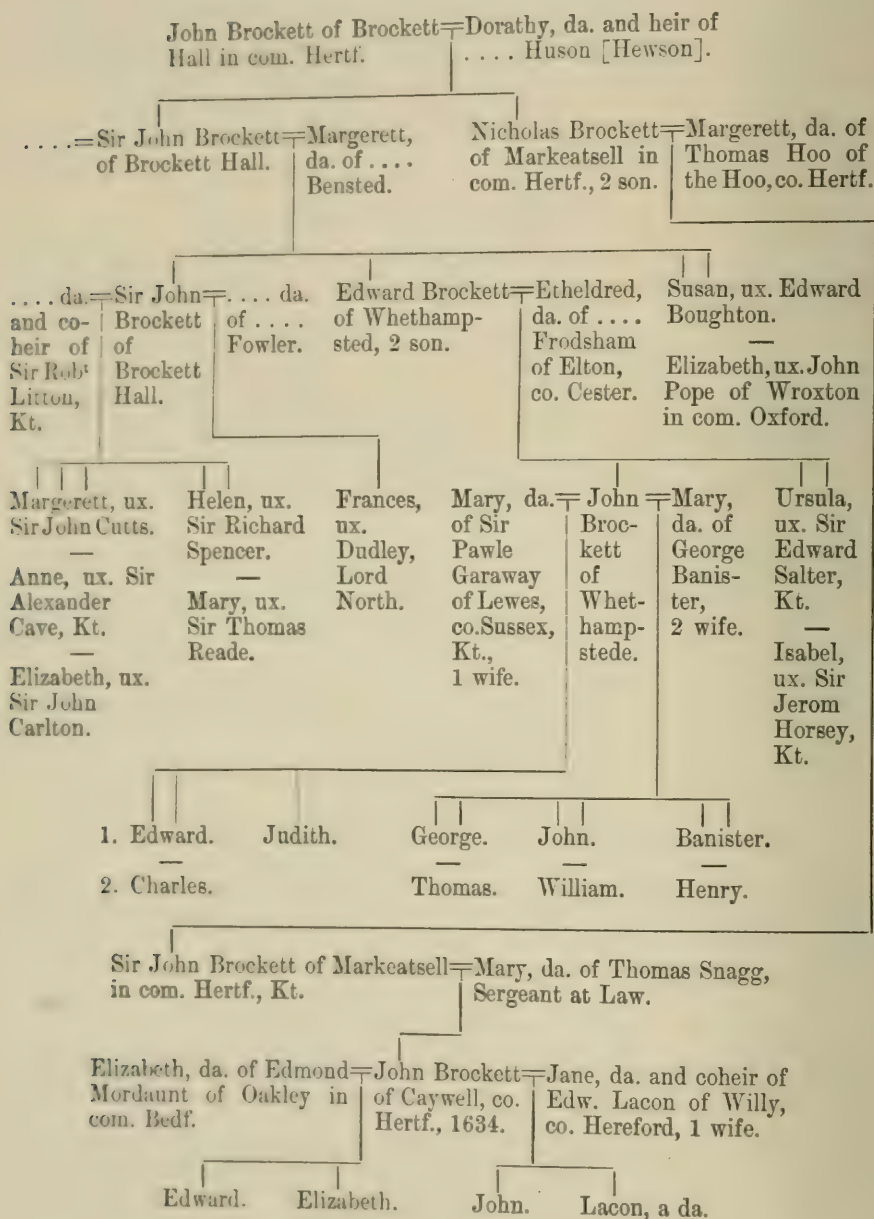 John Brockett of Brockett
Hall in com. Hertf.
Dorathy, da. and heir of
. . . . Huson [Hewson].
. . . .
Sir John Brockett
of Brockett Hall.
Margerett,
da. of . . . .
Bensted.
Nicholas Brockett
of Markeatsell in
com. Hertf., 2 son.
Margerett, da. of
Thomas Hoo of
the Hoo, co. Hertf.
. . . . da.
and co-
heir of
Sir Robt
Litton,
Kt.
Sir John
Brockett
of
Brockett
Hall.
. . . . da.
of . . . .
Fowler.
Edward Brockett
of Whethamp-
sted, 2 son.
Etheldred,
da. of . . . .
Frodsham
of Elton,
co. Cester.
Susan, ux. Edward
Boughton.
—
Elizabeth, ux. John
Pope of Wroxton
in com. Oxford.
Margerett, ux.
Sir John Cutts.
—
Anne, ux. Sir
Alexander
Cave, Kt.
—
Elizabeth, ux.
Sir John
Carlton.
Helen, ux.
Sir Richard
Spencer.
—
Mary, ux.
Sir Thomas
Reade.
Frances,
ux.
Dudley,
Lord
North.
Mary, da.
of Sir
Pawle
Garaway
of Lewes,
co. Sussex,
Kt.,
1 wife.
John
Broc-
kett
of
Whet-
hamp-
stede.
Mary,
da. of
George
Banis-
ter,
2 wife.
Ursula,
ux. Sir
Edward
Salter,
Kt.
—
Isabel,
ux. Sir
Jerom
Horsey,
Kt.
1. Edward.
—
2. Charles.
Judith.
George.
—
Thomas.
John.
—
William.
Banister.
—
Henry.
Sir John Brockett of Markeatsell
in com. Hertf., Kt.
Mary, da. of Thomas Snagg,
Sergeant at Law.
Elizabeth, da. of Edmond
Mordaunt of Oakley in
com. Bedf.
John Brockett
of Caywell, co.
Hertf., 1634.
Jane, da. and coheir of
Edw. Lacon of Willy,
co. Hereford, 1 wife.
Edward.
Elizabeth.
John.
Lacon, a da.